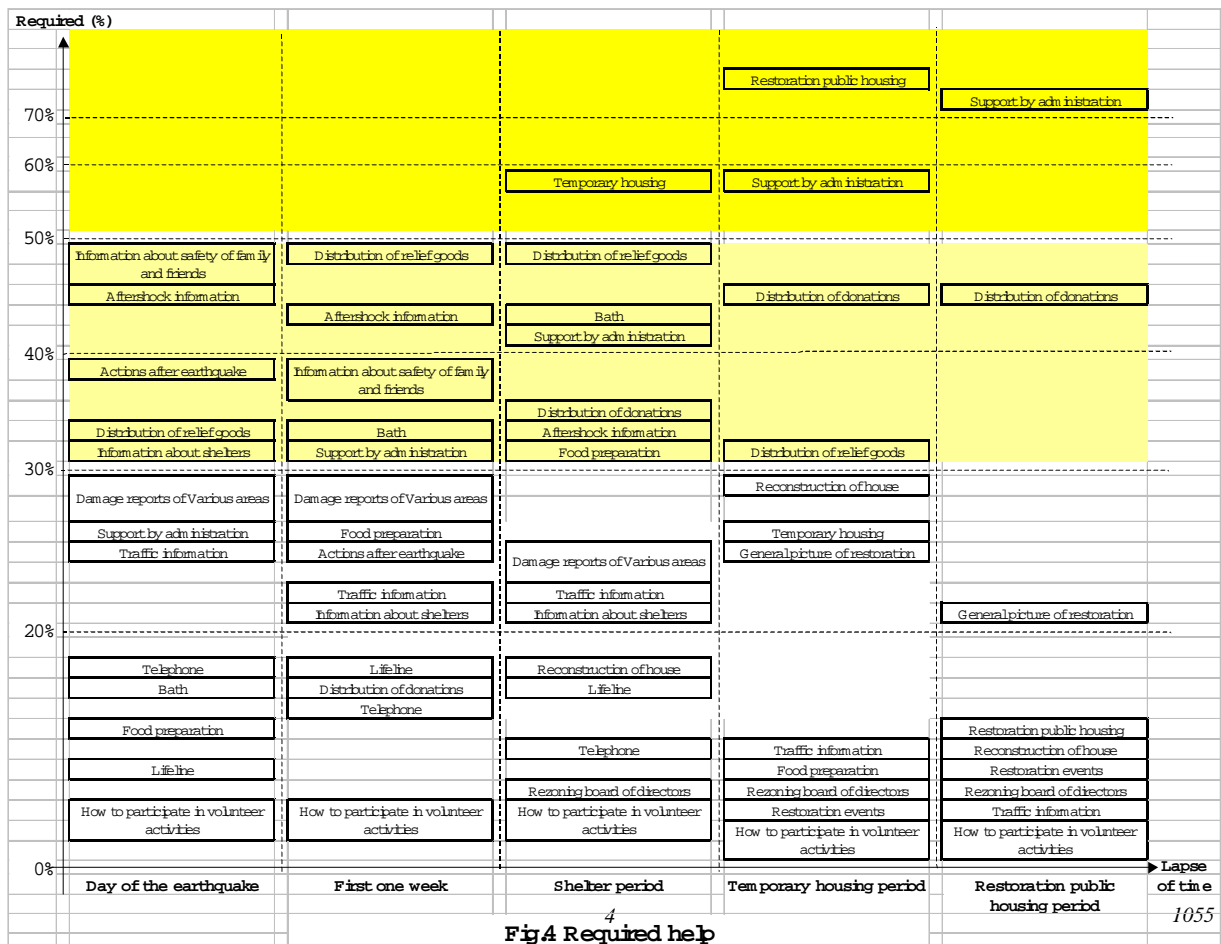 Required (%)
Restoration public housing
Support by administration
70%
60%
Temporary housing
Support by administration
50%
Information about safety of family
and friends
Distribution of relief goods
Distribution of relief goods
Aftershock information
Distribution of donations
Distribution of donations
Aftershock information
Bath
Support by administration
40%
Actions after earthquake
Information about safety of family
and friends
Distribution of donations
Distribution of relief goods
Bath
Aftershock information
Information about shelters
Support by administration
Food preparation
Distribution of relief goods
30%
Damage reports of Various areas
Damage reports of Various areas
Reconstruction of house
Support by administration
Food preparation
Temporary housing
Traffic information
Actions after earthquake
Damage reports of Various areas
General picture of restoration
Traffic information
Traffic information
Information about shelters
Information about shelters
General picture of restoration
20%
Telephone
Lifeline
Reconstruction of house
Bath
Distribution of donations
Lifeline
Telephone
Food preparation
Restoration public housing
Telephone
Traffic information
Reconstruction of house
Lifeline
Food preparation
Restoration events
Rezoning board of directors
Rezoning board of directors
Rezoning board of directors
How to participate in volunteer
activities
How to participate in volunteer
activities
How to participate in volunteer
activities
Restoration events
Traffic information
How to participate in volunteer
activities
How to participate in volunteer
activities
0%
Day of the earthquake
First one week
Shelter period
Temporary housing period
Restoration public
housing period
Lapse
of time
4
1055
Fig.4 Required help